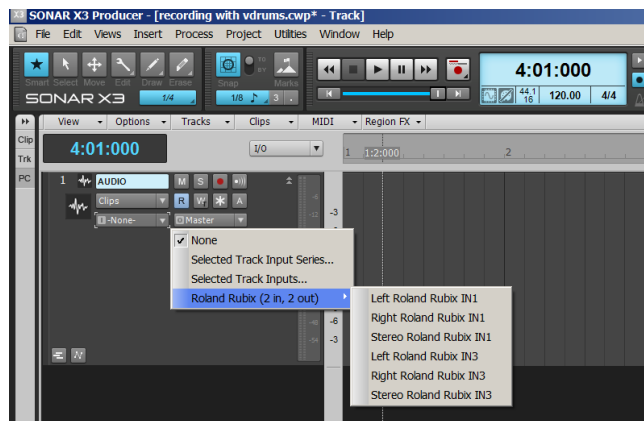 SONAR X3 Producer - [recording with vdrums.cwp* - Track]
File Edit Views Insert Process Project Utilities Window Help
Smart Select Move Edit Draw Erase Snap TO BY Marks
SONAR X3 1/4 1/8 3
4:01:000
44.1 16 120.00 4/4
View Options Tracks Clips MIDI Region FX
Clip
Trk
PC
4:01:000 I/O 1 1:2:000 2
1 AUDIO M S
Clips R W * A
-None- Master
-12 -3
None
Selected Track Input Series...
Selected Track Inputs...
Roland Rubix (2 in, 2 out)
Left Roland Rubix IN1
Right Roland Rubix IN1
Stereo Roland Rubix IN1
Left Roland Rubix IN3
Right Roland Rubix IN3
Stereo Roland Rubix IN3
-48 -6
-54 -3